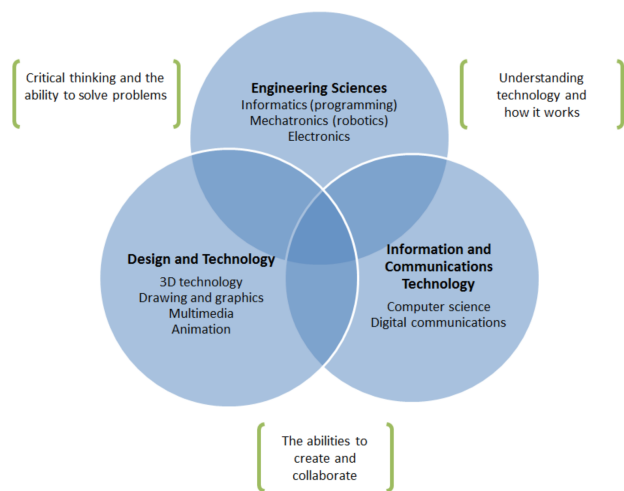 Critical thinking and the
ability to solve problems
Engineering Sciences
Informatics (programming)
Mechatronics (robotics)
Electronics
Understanding
technology and
how it works
Design and Technology
3D technology
Drawing and graphics
Multimedia
Animation
Information and
Communications
Technology
Computer science
Digital communications
The abilities to
create and
collaborate